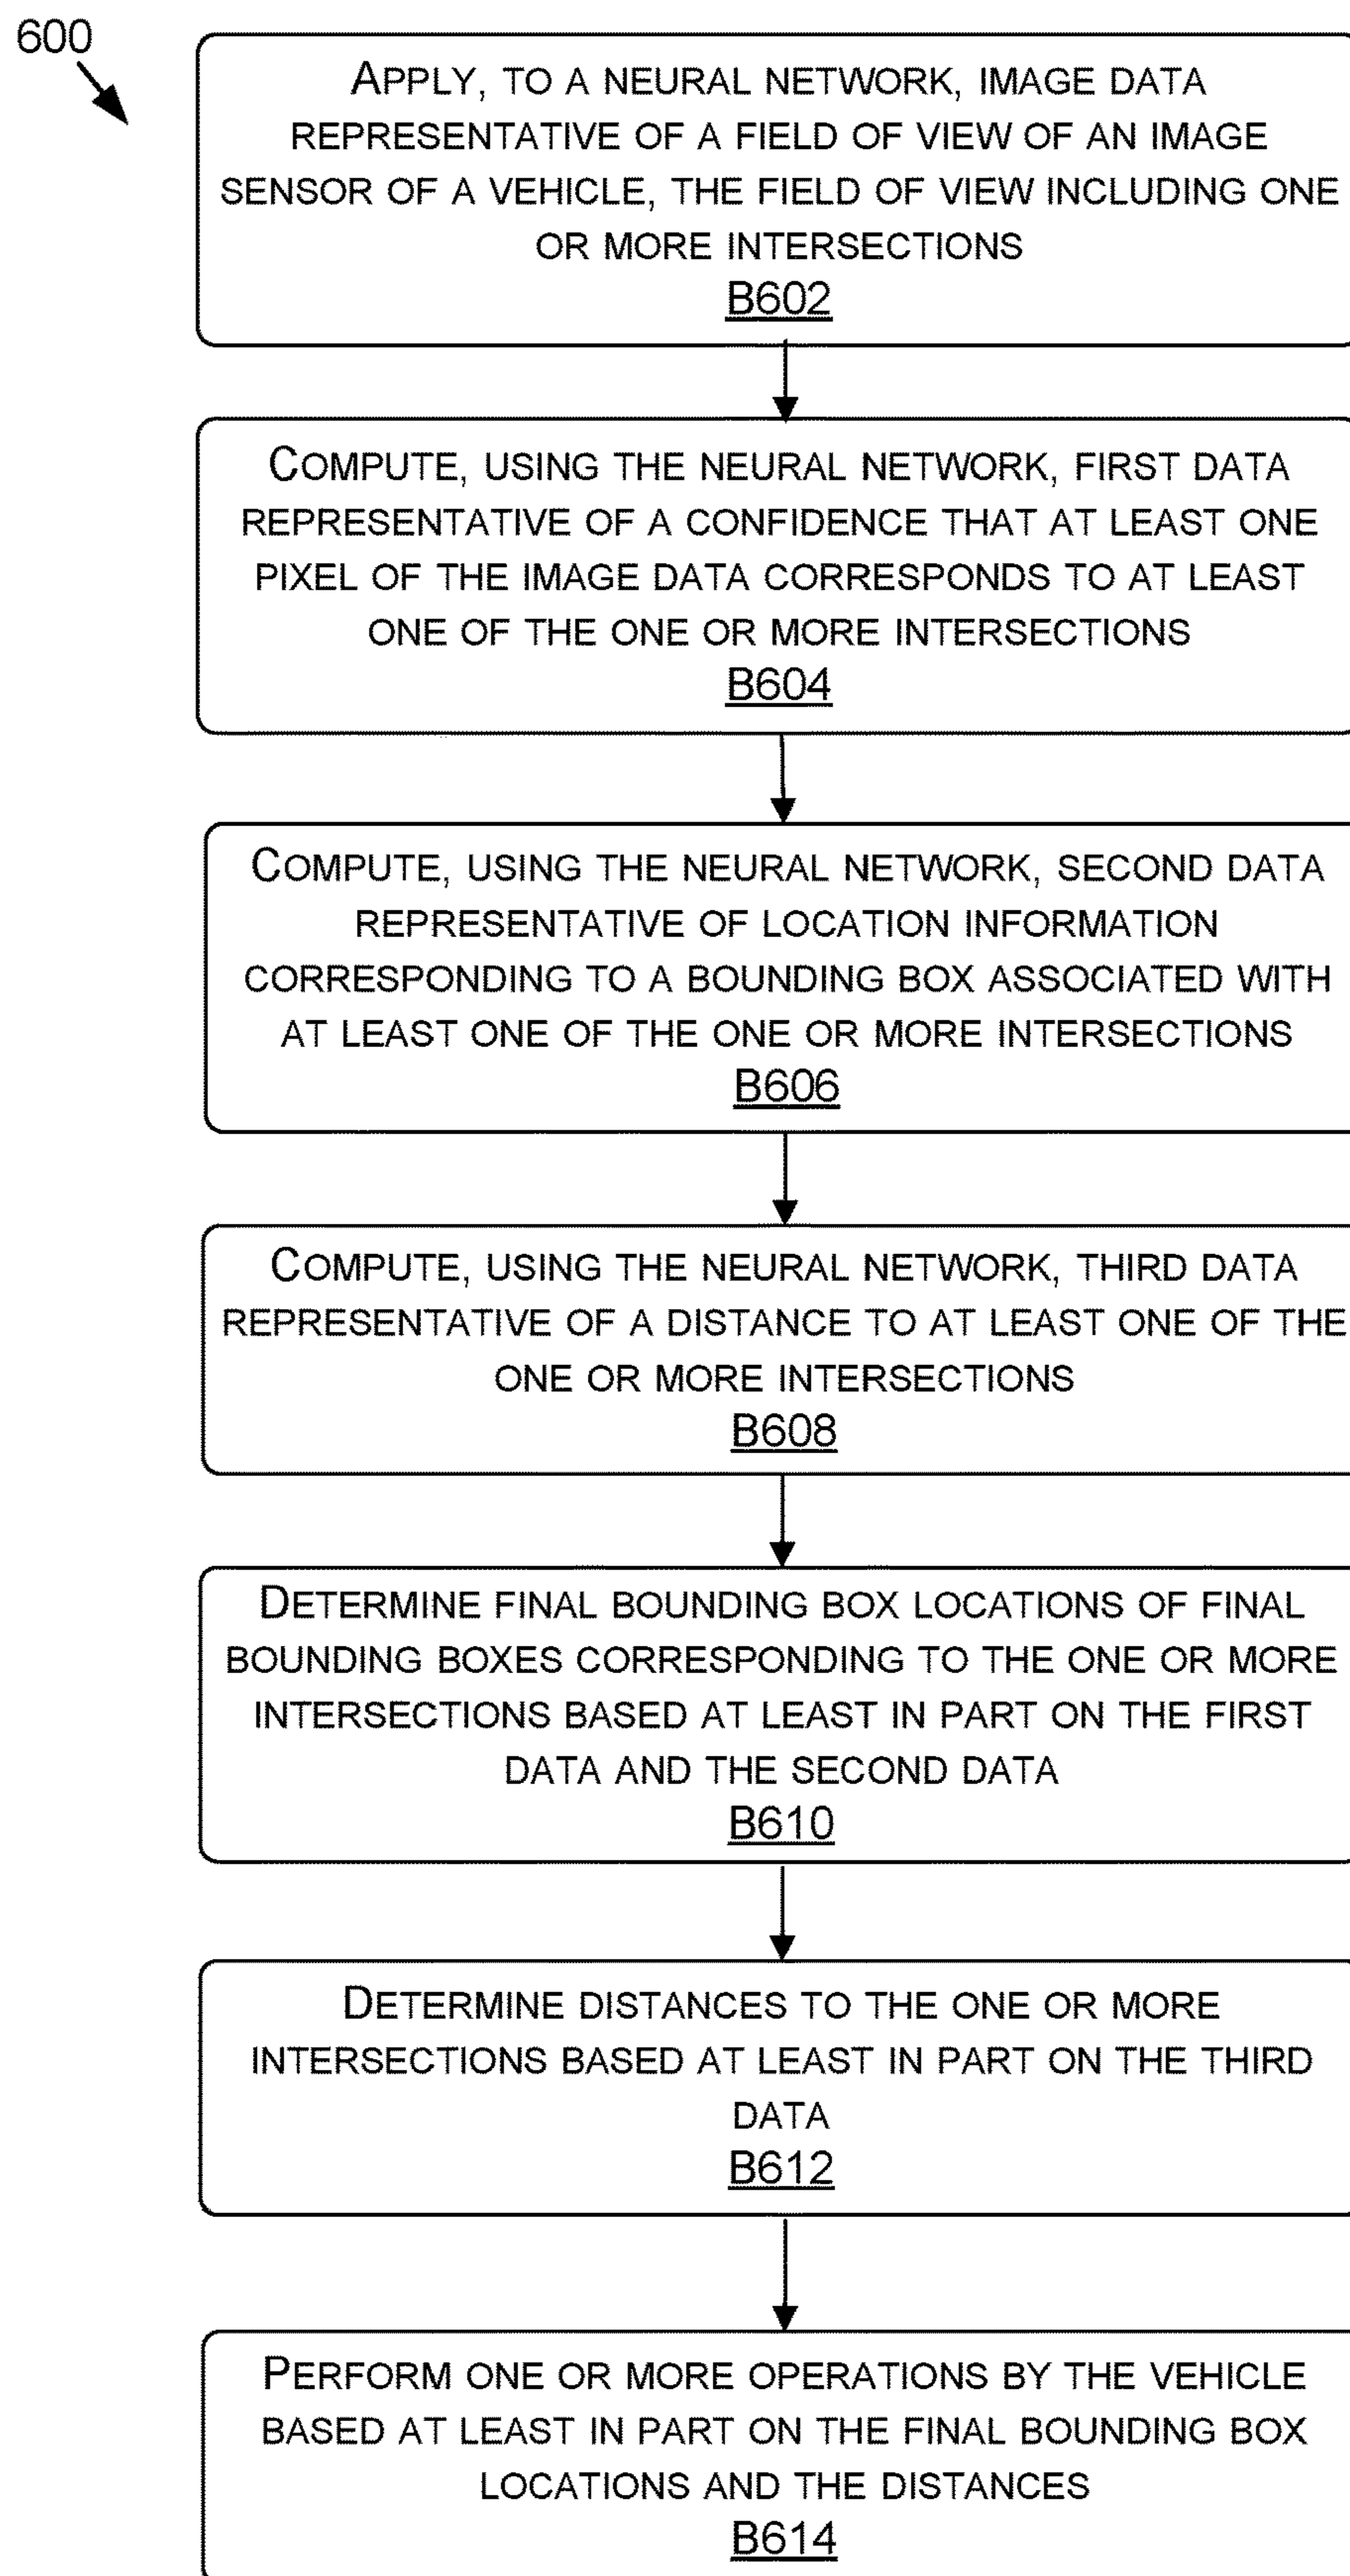 600
APPLY, TO A NEURAL NETWORK, IMAGE DATA
REPRESENTATIVE OF A FIELD OF VIEW OF AN IMAGE
SENSOR OF A VEHICLE, THE FIELD OF VIEW INCLUDING ONE
OR MORE INTERSECTIONS
B602
COMPUTE, USING THE NEURAL NETWORK, FIRST DATA
REPRESENTATIVE OF A CONFIDENCE THAT AT LEAST ONE
PIXEL OF THE IMAGE DATA CORRESPONDS TO AT LEAST
ONE OF THE ONE OR MORE INTERSECTIONS
B604
COMPUTE, USING THE NEURAL NETWORK, SECOND DATA
REPRESENTATIVE OF LOCATION INFORMATION
CORRESPONDING TO A BOUNDING BOX ASSOCIATED WITH
AT LEAST ONE OF THE ONE OR MORE INTERSECTIONS
B606
COMPUTE, USING THE NEURAL NETWORK, THIRD DATA
REPRESENTATIVE OF A DISTANCE TO AT LEAST ONE OF THE
ONE OR MORE INTERSECTIONS
B608
DETERMINE FINAL BOUNDING BOX LOCATIONS OF FINAL
BOUNDING BOXES CORRESPONDING TO THE ONE OR MORE
INTERSECTIONS BASED AT LEAST IN PART ON THE FIRST
DATA AND THE SECOND DATA
B610
DETERMINE DISTANCES TO THE ONE OR MORE
INTERSECTIONS BASED AT LEAST IN PART ON THE THIRD
DATA
B612
PERFORM ONE OR MORE OPERATIONS BY THE VEHICLE
BASED AT LEAST IN PART ON THE FINAL BOUNDING BOX
LOCATIONS AND THE DISTANCES
B614